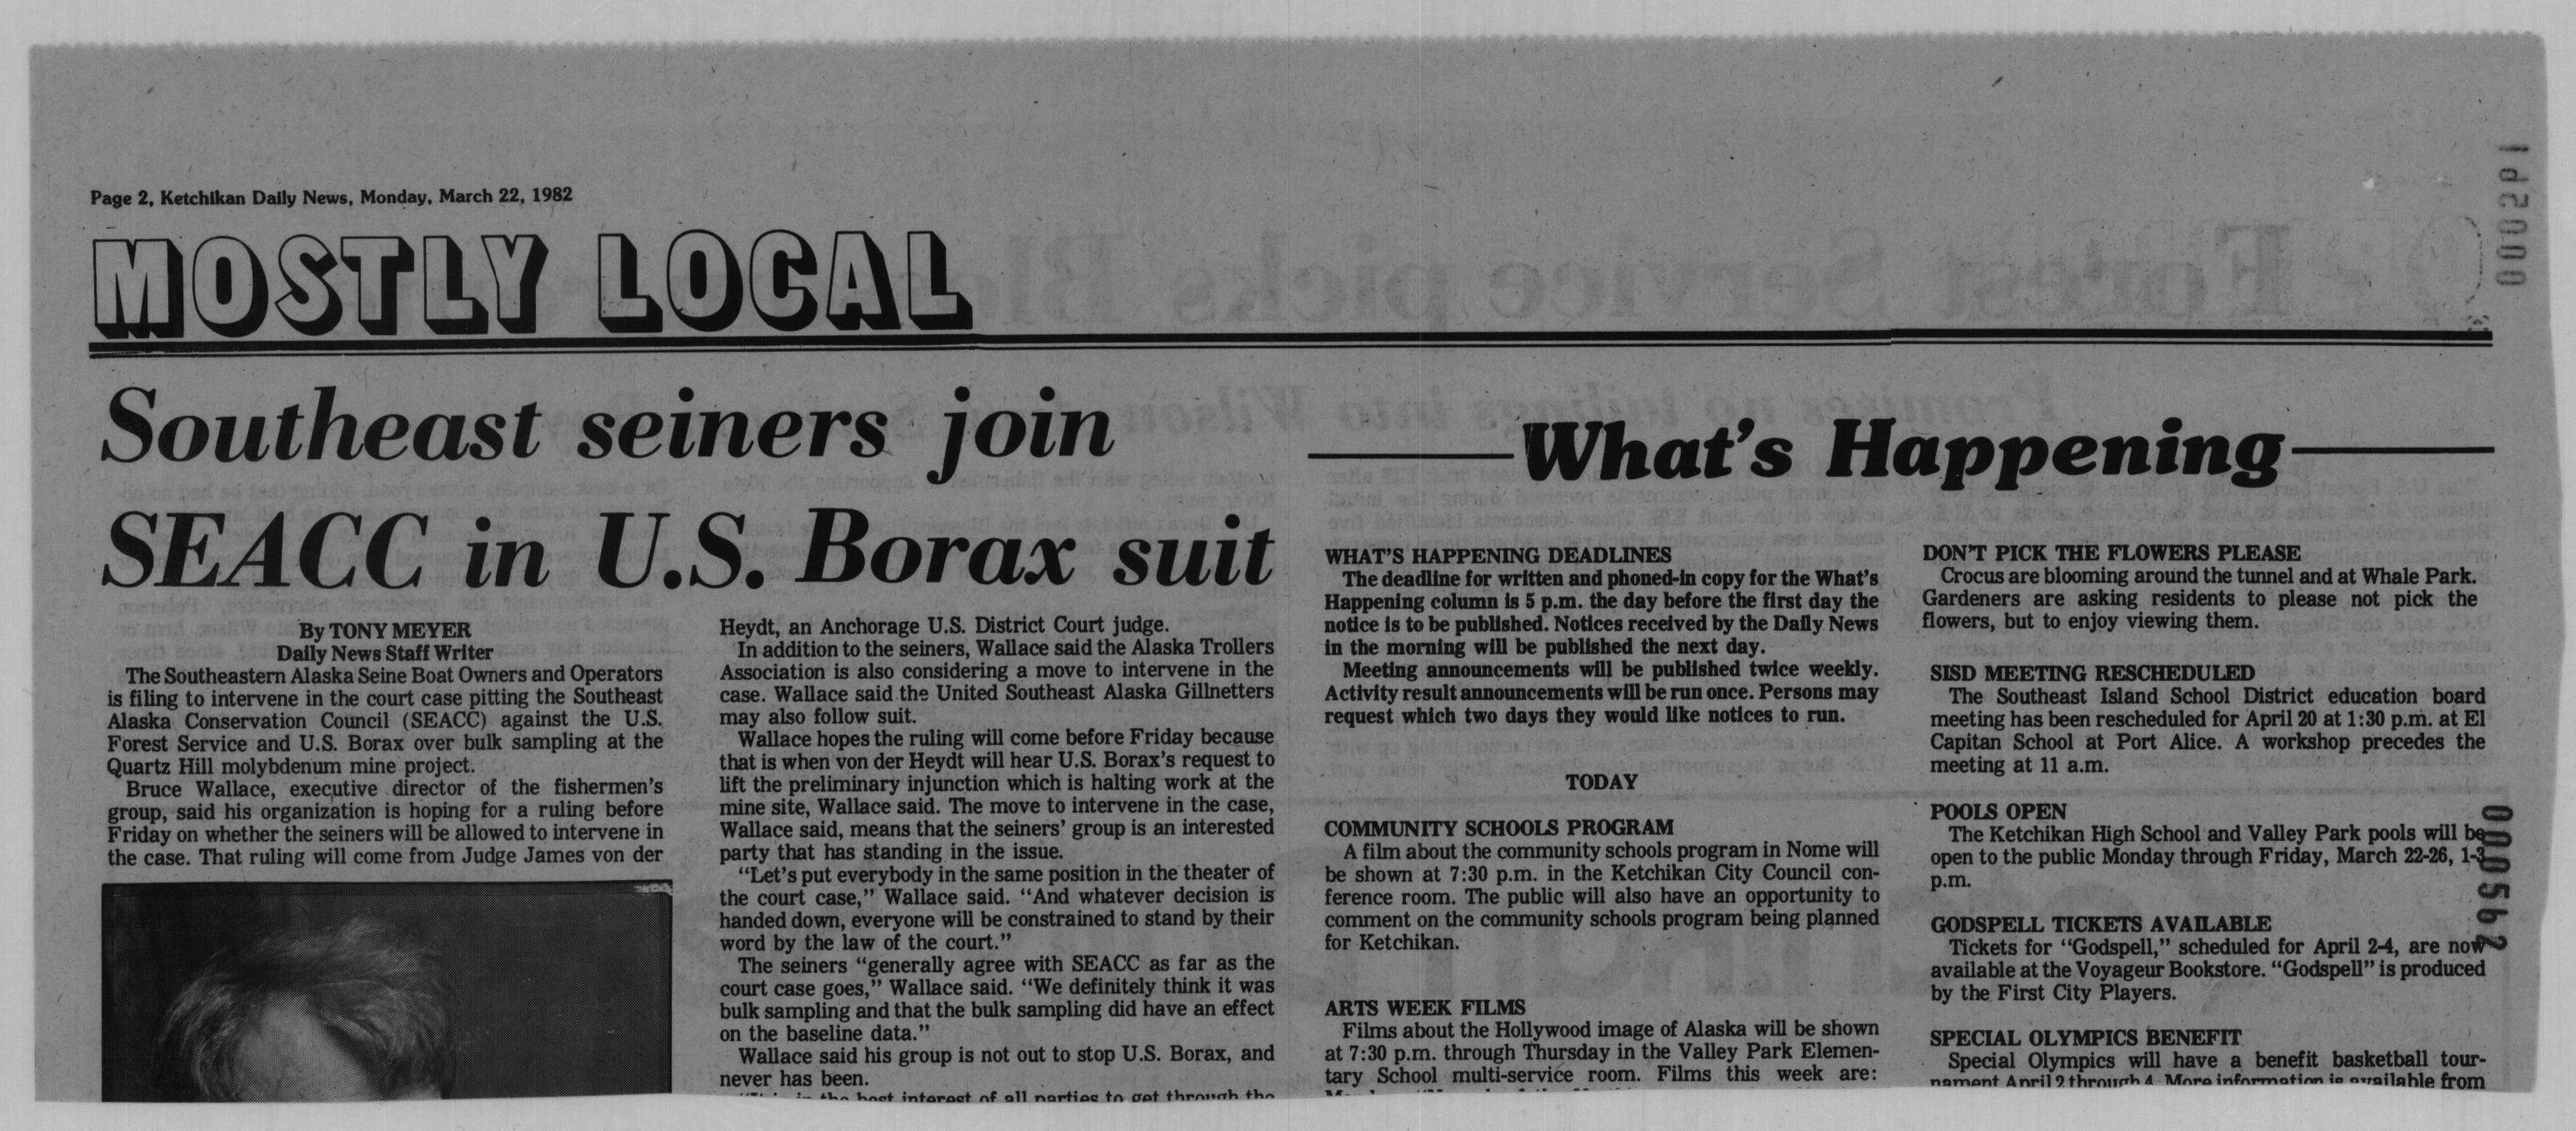 Page 2, Ketchikan Daily News, Monday, March 22, 1982
MOSTLY LOCAL
Southeast seiners join
SEACC in U.S. Borax suit
By TONY MEYER
Daily News Staff Writer
The Southeastern Alaska Seine Boat Owners and Operators
is filing to intervene in the court case pitting the Southeast
Alaska Conservation Council (SEACC) against the U.S.
Forest Service and U.S. Borax over bulk sampling at the
Quartz Hill molybdenum mine project.
Bruce Wallace, executive director of the fishermen's
group, said his organization is hoping for a ruling before
Friday on whether the seiners will be allowed to intervene in
the case. That ruling will come from Judge James von der
Heydt, an Anchorage U.S. District Court judge.
In addition to the seiners, Wallace said the Alaska Trollers
Association is also considering a move to intervene in the
case. Wallace said the United Southeast Alaska Gillnetters
may also follow suit.
Wallace hopes the ruling will come before Friday because
that is when von der Heydt will hear U.S. Borax's request to
lift the preliminary injunction which is halting work at the
mine site, Wallace said. The move to intervene in the case,
Wallace said, means that the seiners' group is an interested
party that has standing in the issue.
"Let's put everybody in the same position in the theater of
the court case," Wallace said. "And whatever decision is
handed down, everyone will be constrained to stand by their
word by the law of the court."
The seiners "generally agree with SEACC as far as the
court case goes," Wallace said. "We definitely think it was
bulk sampling and that the bulk sampling did have an effect
on the baseline data."
Wallace said his group is not out to stop U.S. Borax, and
never has been.
"It is in the best interest of all parties to get through the
What's Happening
WHAT'S HAPPENING DEADLINES
The deadline for written and phoned-in copy for the What's
Happening column is 5 p.m. the day before the first day the
notice is to be published. Notices received by the Daily News
in the morning will be published the next day.
Meeting announcements will be published twice weekly.
Activity result announcements will be run once. Persons may
request which two days they would like notices to run.
TODAY
COMMUNITY SCHOOLS PROGRAM
A film about the community schools program in Nome will
be shown at 7:30 p.m. in the Ketchikan City Council con-
ference room. The public will also have an opportunity to
comment on the community schools program being planned
for Ketchikan.
ARTS WEEK FILMS
Films about the Hollywood image of Alaska will be shown
at 7:30 p.m. through Thursday in the Valley Park Elemen-
tary School multi-service room. Films this week are:
DON'T PICK THE FLOWERS PLEASE
Crocus are blooming around the tunnel and at Whale Park.
Gardeners are asking residents to please not pick the
flowers, but to enjoy viewing them.
SISD MEETING RESCHEDULED
The Southeast Island School District education board
meeting has been rescheduled for April 20 at 1:30 p.m. at El
Capitan School at Port Alice. A workshop precedes the
meeting at 11 a.m.
POOLS OPEN
The Ketchikan High School and Valley Park pools will be
open to the public Monday through Friday, March 22-26, 1-3
p.m.
GODSPELL TICKETS AVAILABLE
Tickets for "Godspell," scheduled for April 2-4, are now
available at the Voyageur Bookstore. "Godspell" is produced
by the First City Players.
SPECIAL OLYMPICS BENEFIT
Special Olympics will have a benefit basketball tour-
nament April 2 through 4. More information is available from
000561
000562